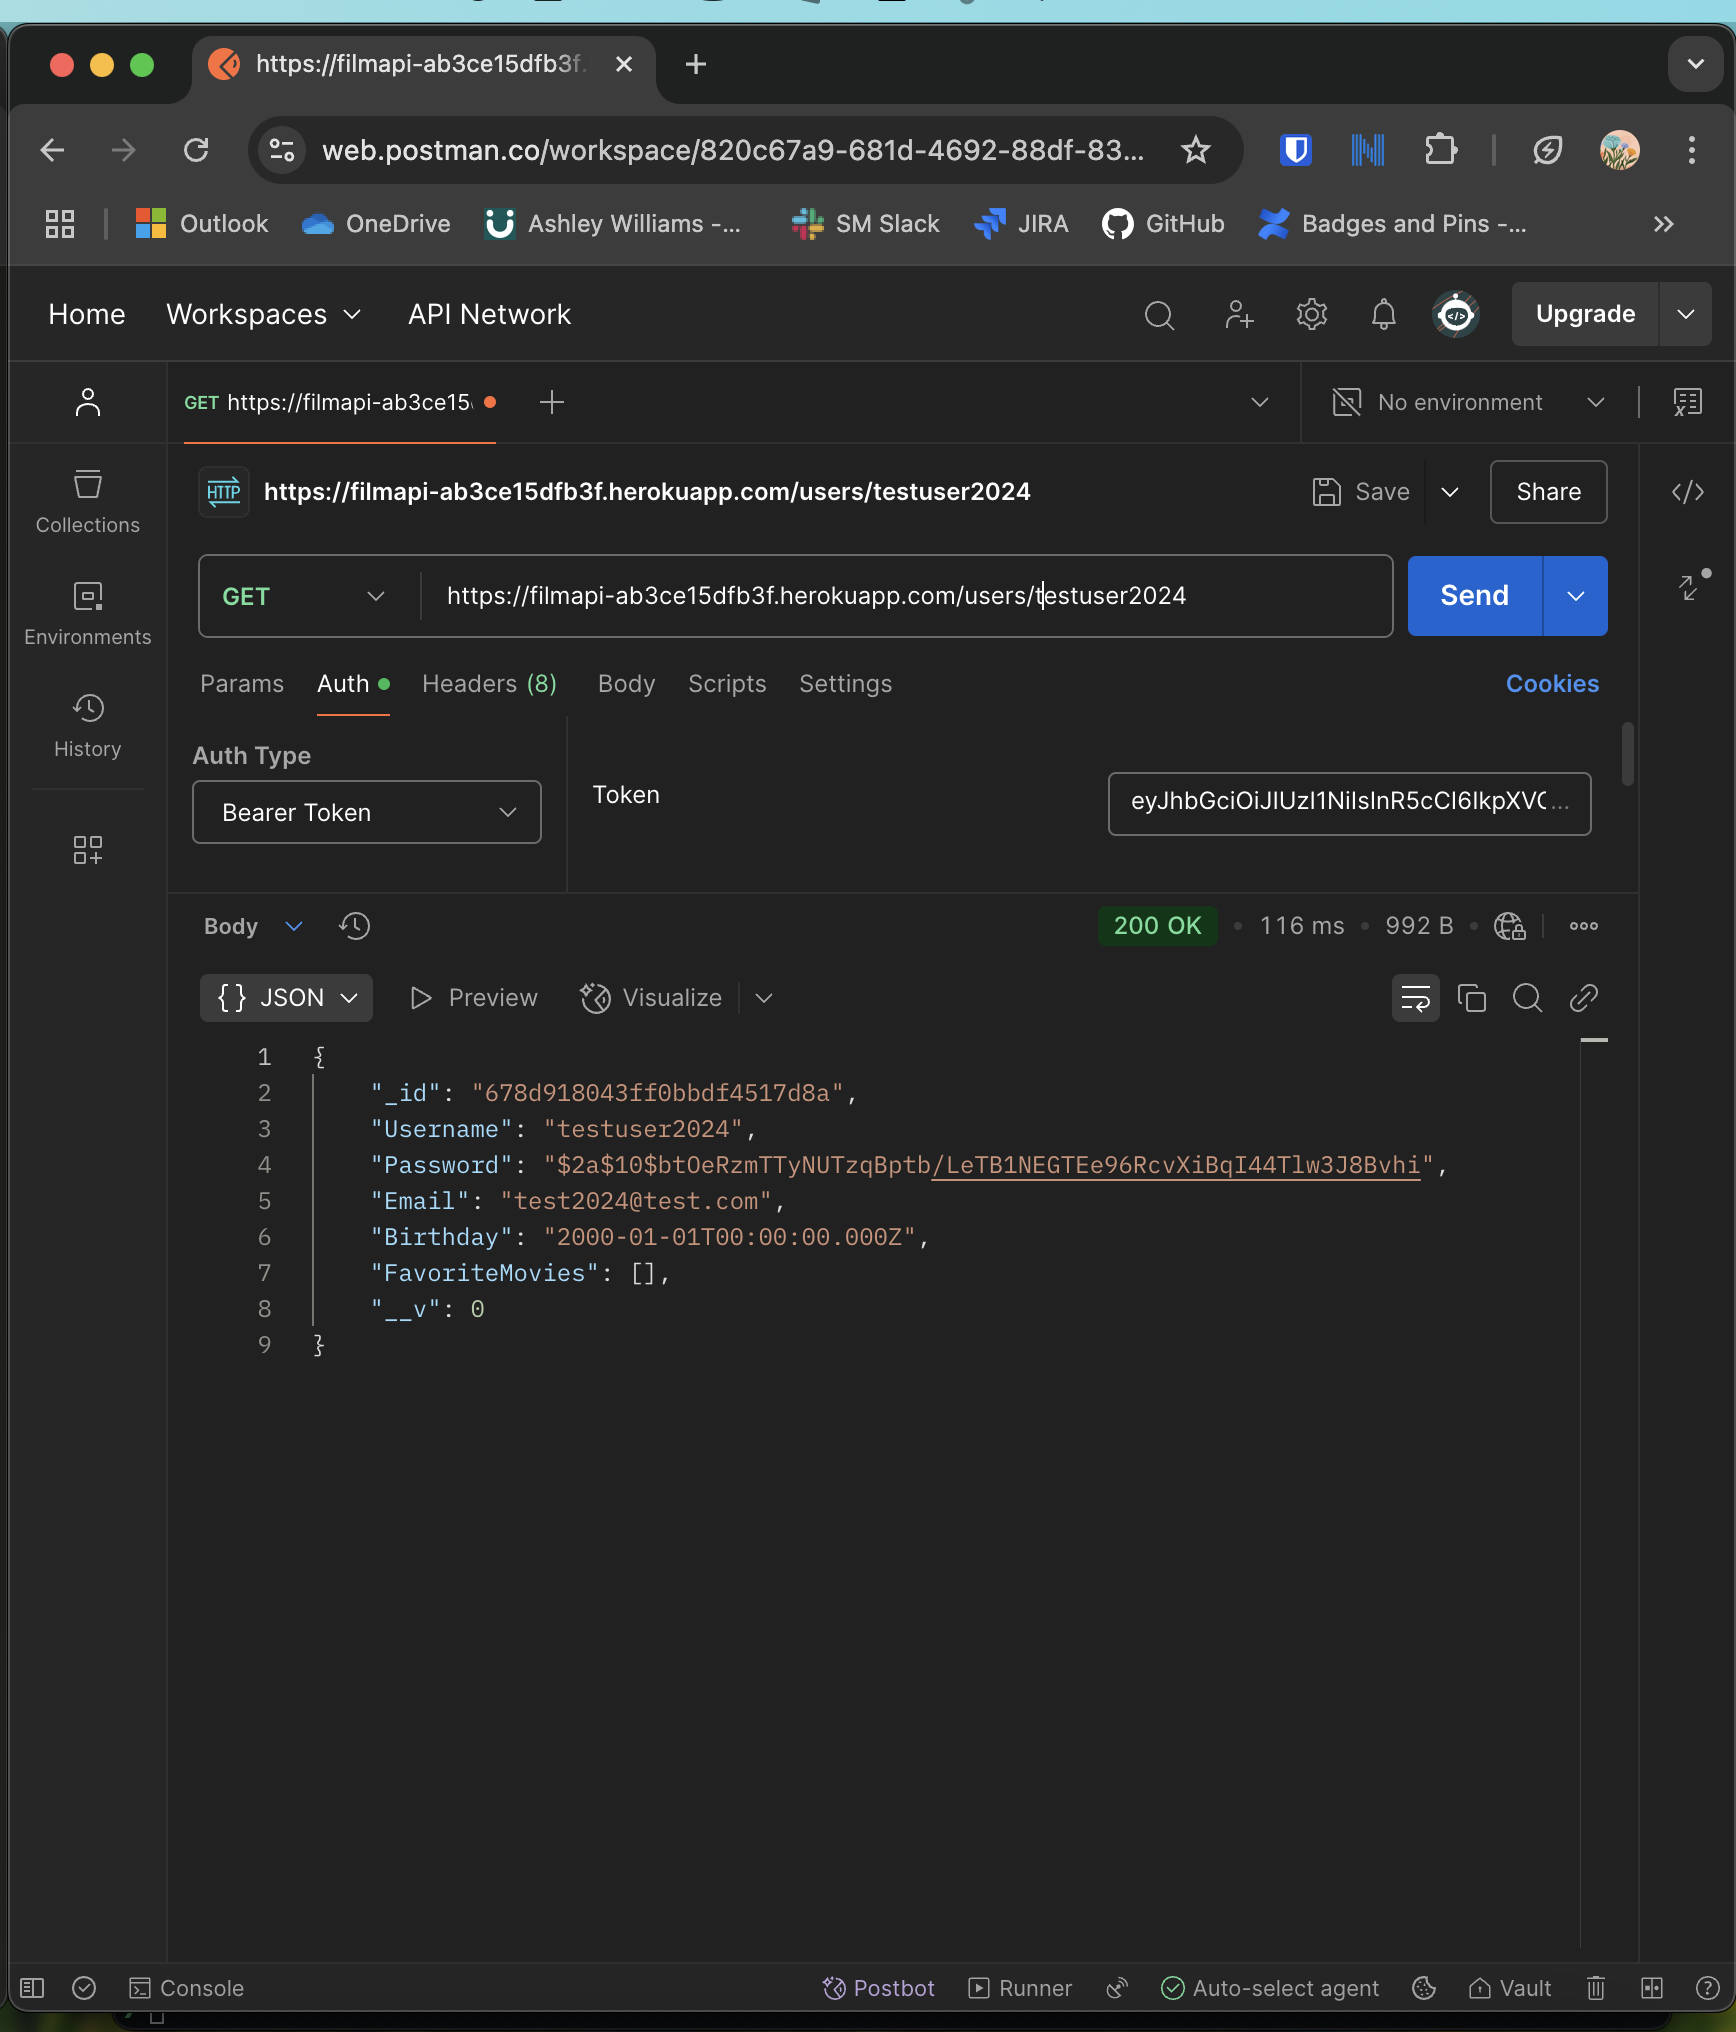 https://filmapi-ab3ce15dfb3f.
web.postman.co/workspace/820c67a9-681d-4692-88df-83...
Outlook OneDrive Ashley Williams -... SM Slack JIRA GitHub Badges and Pins -...
Home Workspaces API Network Upgrade
GET https://filmapi-ab3ce15 No environment
HTTP https://filmapi-ab3ce15dfb3f.herokuapp.com/users/testuser2024 Save Share
Collections
GET https://filmapi-ab3ce15dfb3f.herokuapp.com/users/testuser2024 Send
Environments
Params Auth Headers (8) Body Scripts Settings Cookies
History
Auth Type
Bearer Token
Token
eyJhbGciOiJIUzI1NiIsInR5cCI6IkpXVC...
Body 200 OK • 116 ms • 992 B •
{} JSON Preview Visualize
1 {
2 "_id": "678d918043ff0bbdf4517d8a",
3 "Username": "testuser2024",
4 "Password": "$2a$10$btOeRzmTTyNUTzqBptb/LeTB1NEGTEe96RcvXiBqI44Tlw3J8Bvhi",
5 "Email": "test2024@test.com",
6 "Birthday": "2000-01-01T00:00:00.000Z",
7 "FavoriteMovies": [],
8 "__v": 0
9 }
Console Postbot Runner Auto-select agent Vault